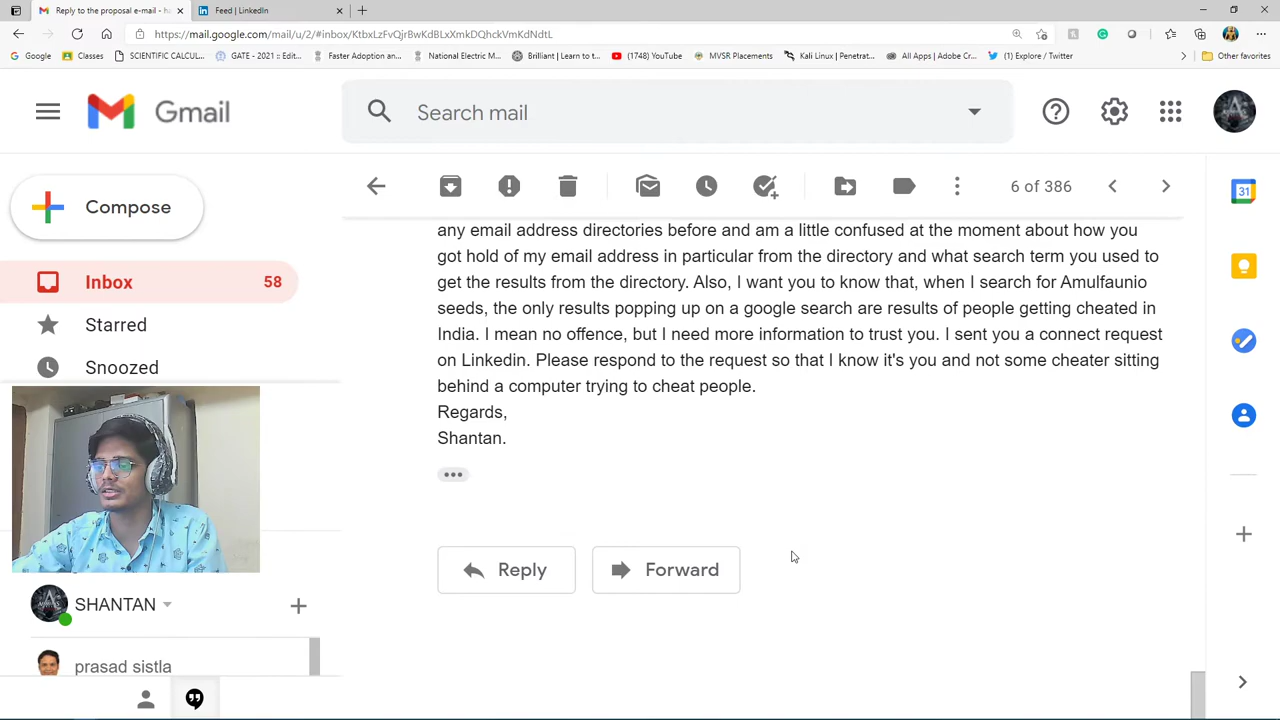 Reply to the proposal e-mail - h
Feed | LinkedIn
https://mail.google.com/mail/u/2/#inbox/KtbxLzFvQjrBwKdBLxXmkDQhckVmKdNdtL
Google
Classes
SCIENTIFIC CALCUL...
GATE - 2021 :: Edit...
Faster Adoption an...
National Electric M...
Brilliant | Learn to t...
(1748) YouTube
MVSR Placements
Kali Linux | Penetrat...
All Apps | Adobe Cr...
(1) Explore / Twitter
Other favorites
Gmail
Search mail
Compose
6 of 386
31
Inbox 58
Starred
Snoozed
any email address directories before and am a little confused at the moment about how you
got hold of my email address in particular from the directory and what search term you used to
get the results from the directory. Also, I want you to know that, when I search for Amulfaunio
seeds, the only results popping up on a google search are results of people getting cheated in
India. I mean no offence, but I need more information to trust you. I sent you a connect request
on Linkedin. Please respond to the request so that I know it's you and not some cheater sitting
behind a computer trying to cheat people.
Regards,
Shantan.
Reply
Forward
SHANTAN
prasad sistla